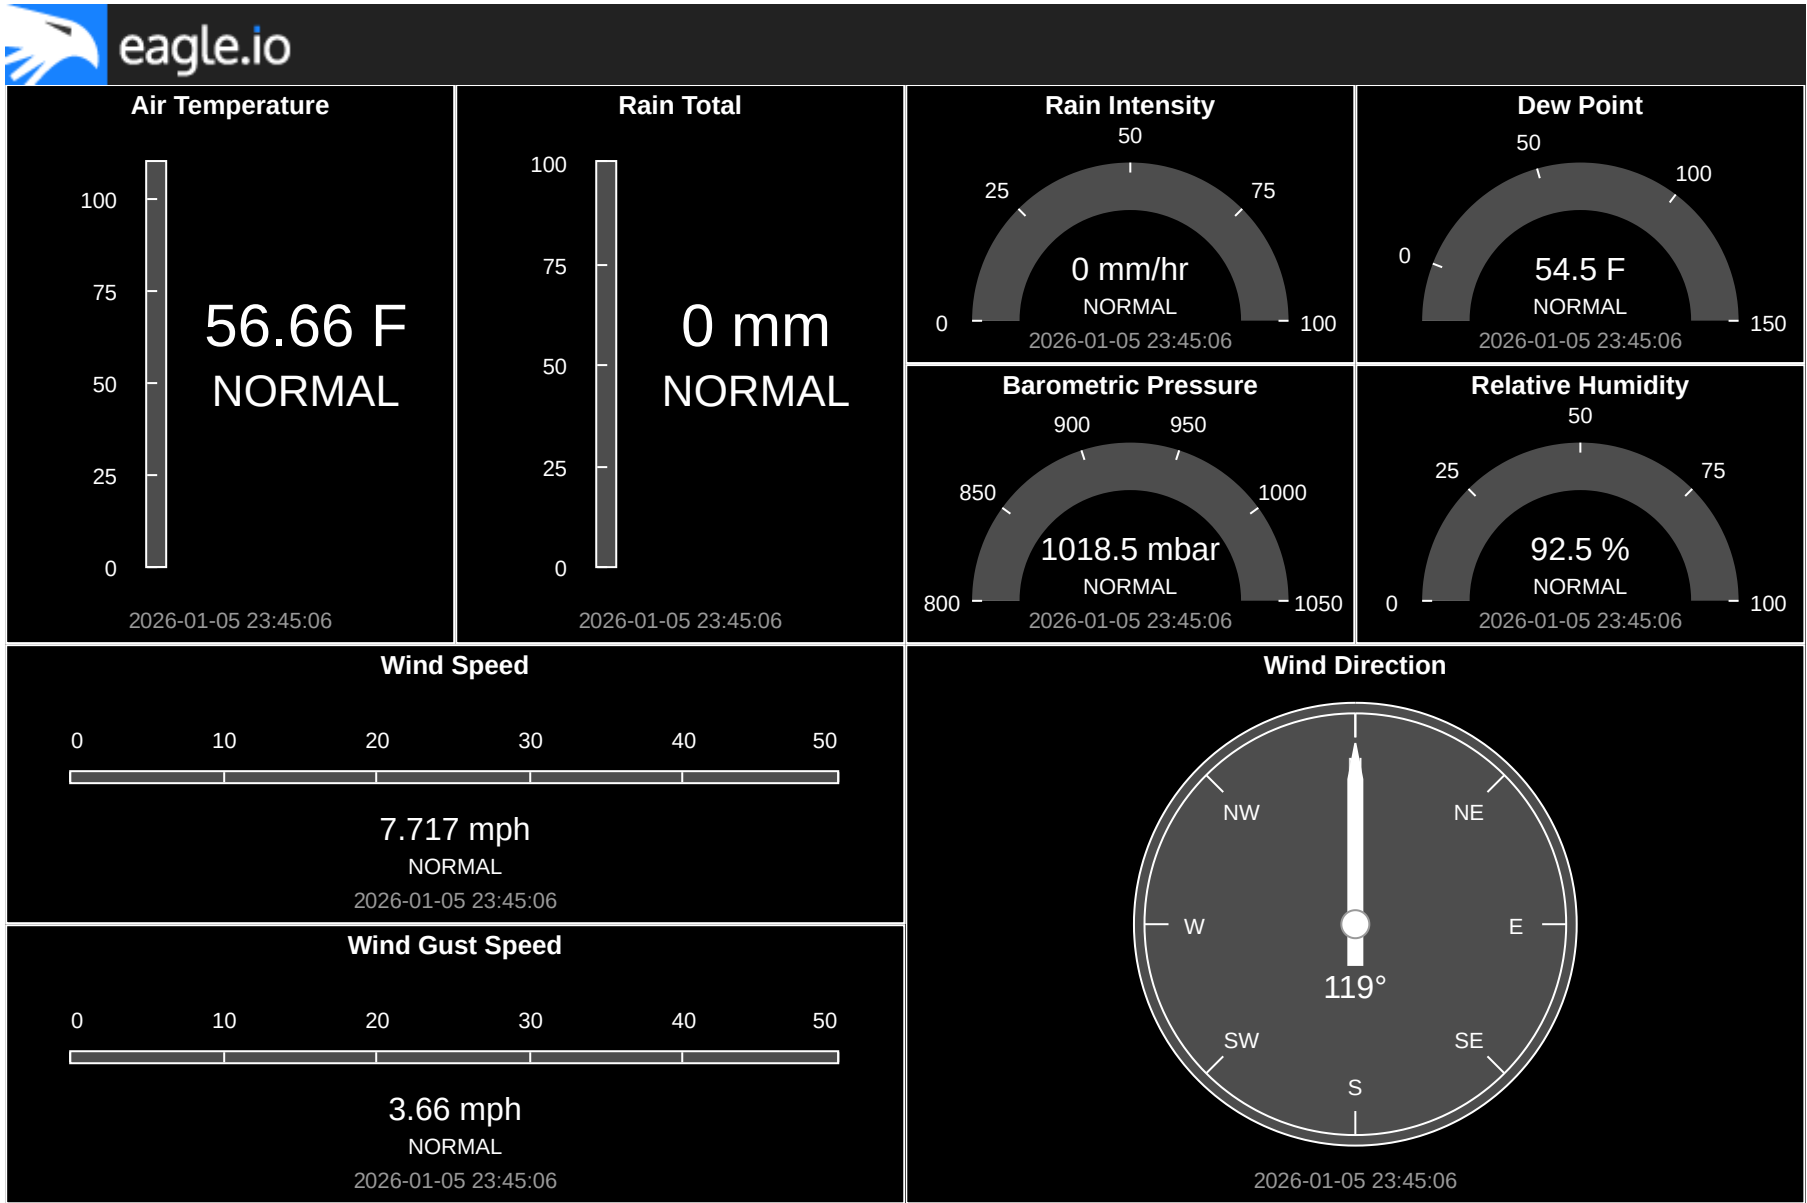 eagle.io
Air Temperature
100
75
50
25
0
56.66 F
NORMAL
2026-01-05 23:45:06
Rain Total
100
75
50
25
0
0 mm
NORMAL
2026-01-05 23:45:06
Rain Intensity
50
25
75
0
100
0 mm/hr
NORMAL
2026-01-05 23:45:06
Dew Point
50
100
0
150
54.5 F
NORMAL
2026-01-05 23:45:06
Barometric Pressure
900
950
850
1000
800
1050
1018.5 mbar
NORMAL
2026-01-05 23:45:06
Relative Humidity
50
25
75
0
100
92.5 %
NORMAL
2026-01-05 23:45:06
Wind Speed
0 10 20 30 40 50
7.717 mph
NORMAL
2026-01-05 23:45:06
Wind Gust Speed
0 10 20 30 40 50
3.66 mph
NORMAL
2026-01-05 23:45:06
Wind Direction
NW
NE
W
E
119°
SW
SE
S
2026-01-05 23:45:06